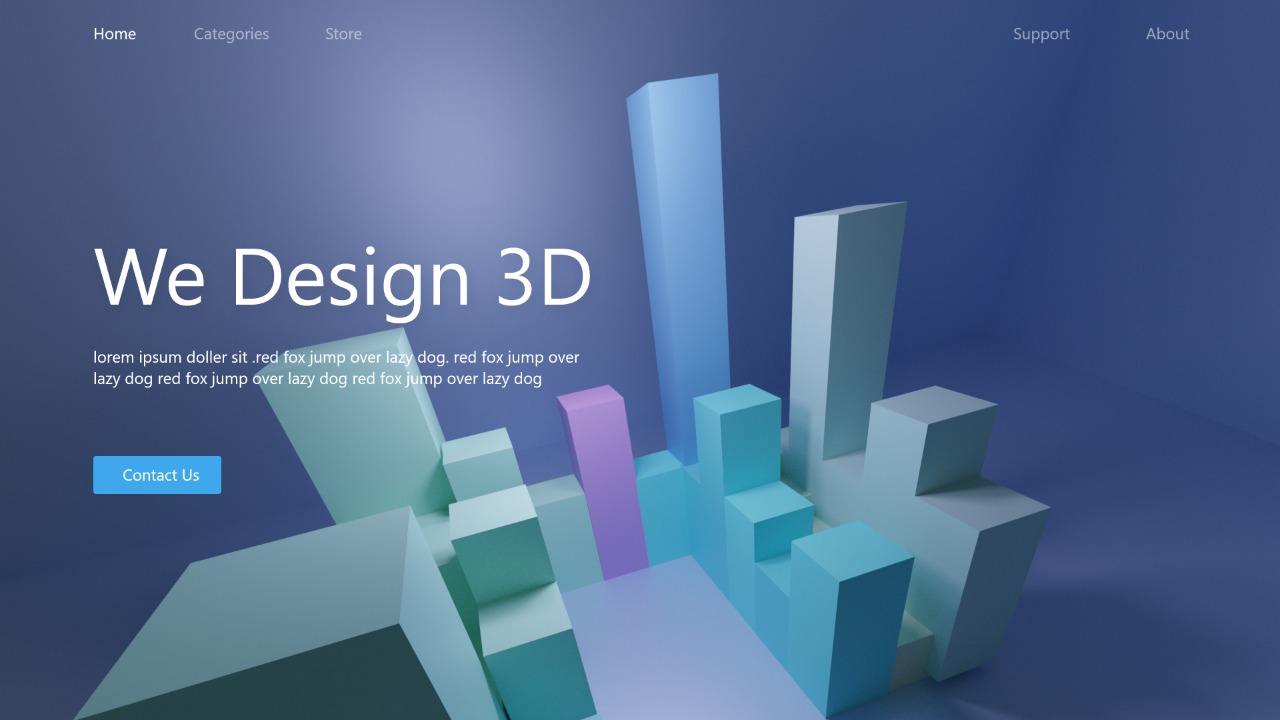 Home
Categories
Store
Support
About
We Design 3D
lorem ipsum doller sit .red fox jump over lazy dog. red fox jump over
lazy dog red fox jump over lazy dog red fox jump over lazy dog
Contact Us